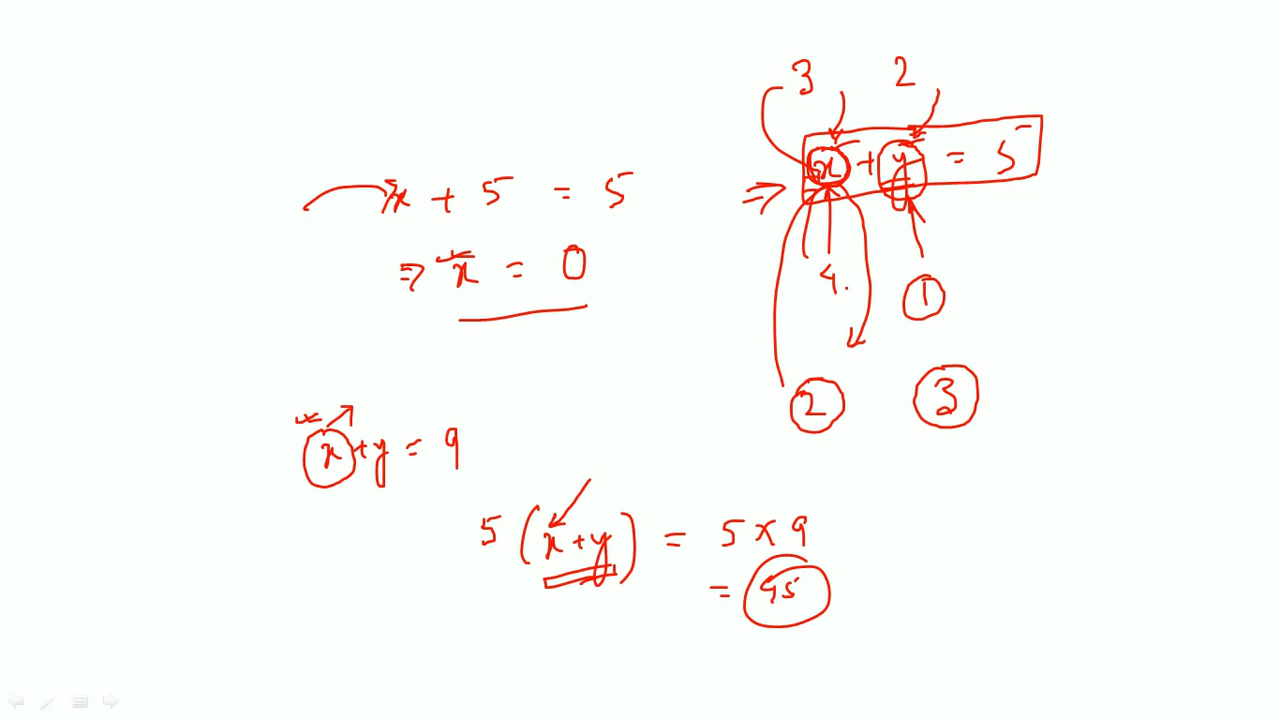 x + 5 = 5
⇒ x = 0
3 2
⇒ x + y = 5
4. 1
2 3
x + y = 9
5 (x + y) = 5 x 9
= 45